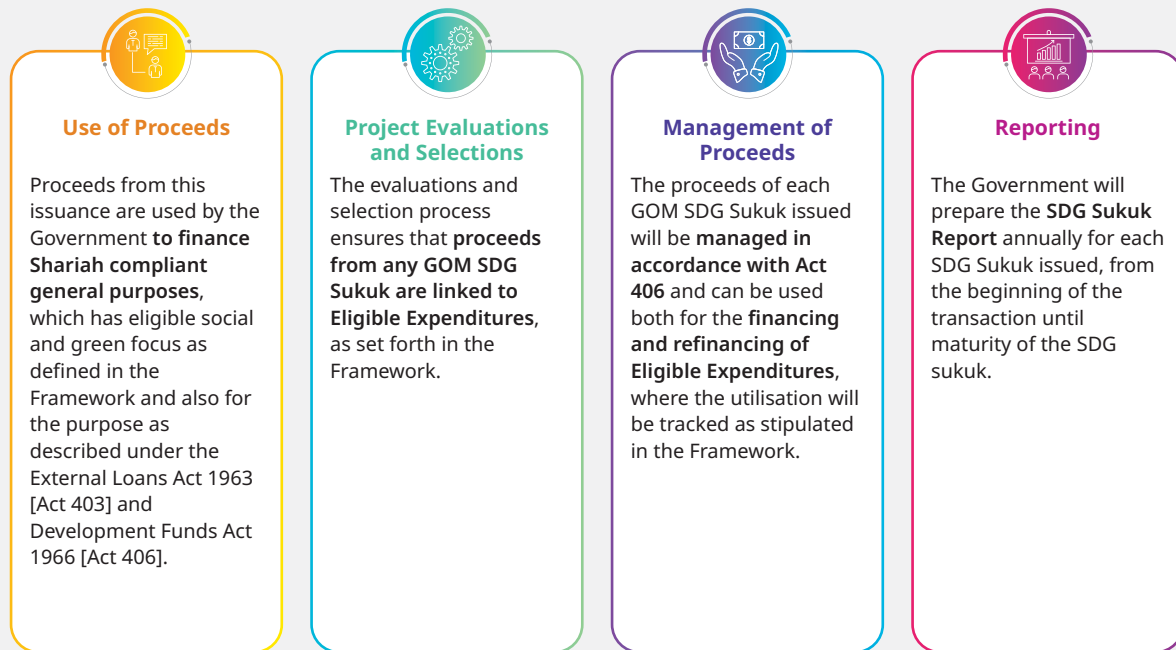 Use of Proceeds
Proceeds from this
issuance are used by the
Government to finance
Shariah compliant
general purposes,
which has eligible social
and green focus as
defined in the
Framework and also for
the purpose as
described under the
External Loans Act 1963
[Act 403] and
Development Funds Act
1966 [Act 406].
Project Evaluations
and Selections
The evaluations and
selection process
ensures that proceeds
from any GOM SDG
Sukuk are linked to
Eligible Expenditures,
as set forth in the
Framework.
Management of
Proceeds
The proceeds of each
GOM SDG Sukuk issued
will be managed in
accordance with Act
406 and can be used
both for the financing
and refinancing of
Eligible Expenditures,
where the utilisation will
be tracked as stipulated
in the Framework.
Reporting
The Government will
prepare the SDG Sukuk
Report annually for each
SDG Sukuk issued, from
the beginning of the
transaction until
maturity of the SDG
sukuk.